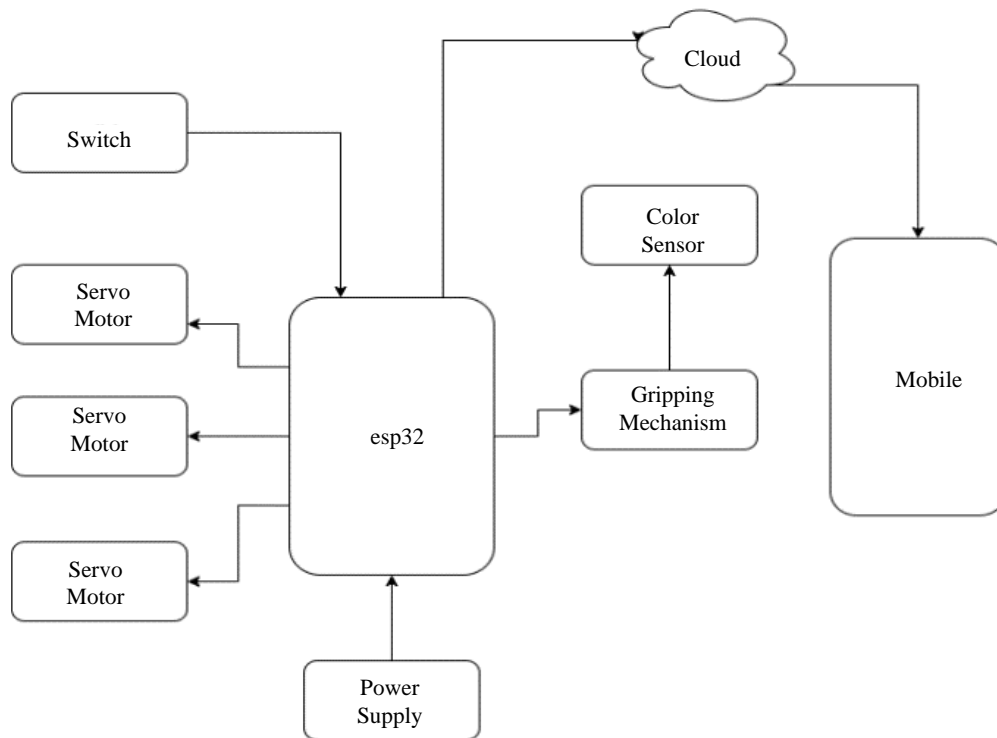 Cloud
Switch
Color
Sensor
Servo
Motor
Mobile
Gripping
Mechanism
Servo
Motor
esp32
Servo
Motor
Power
Supply